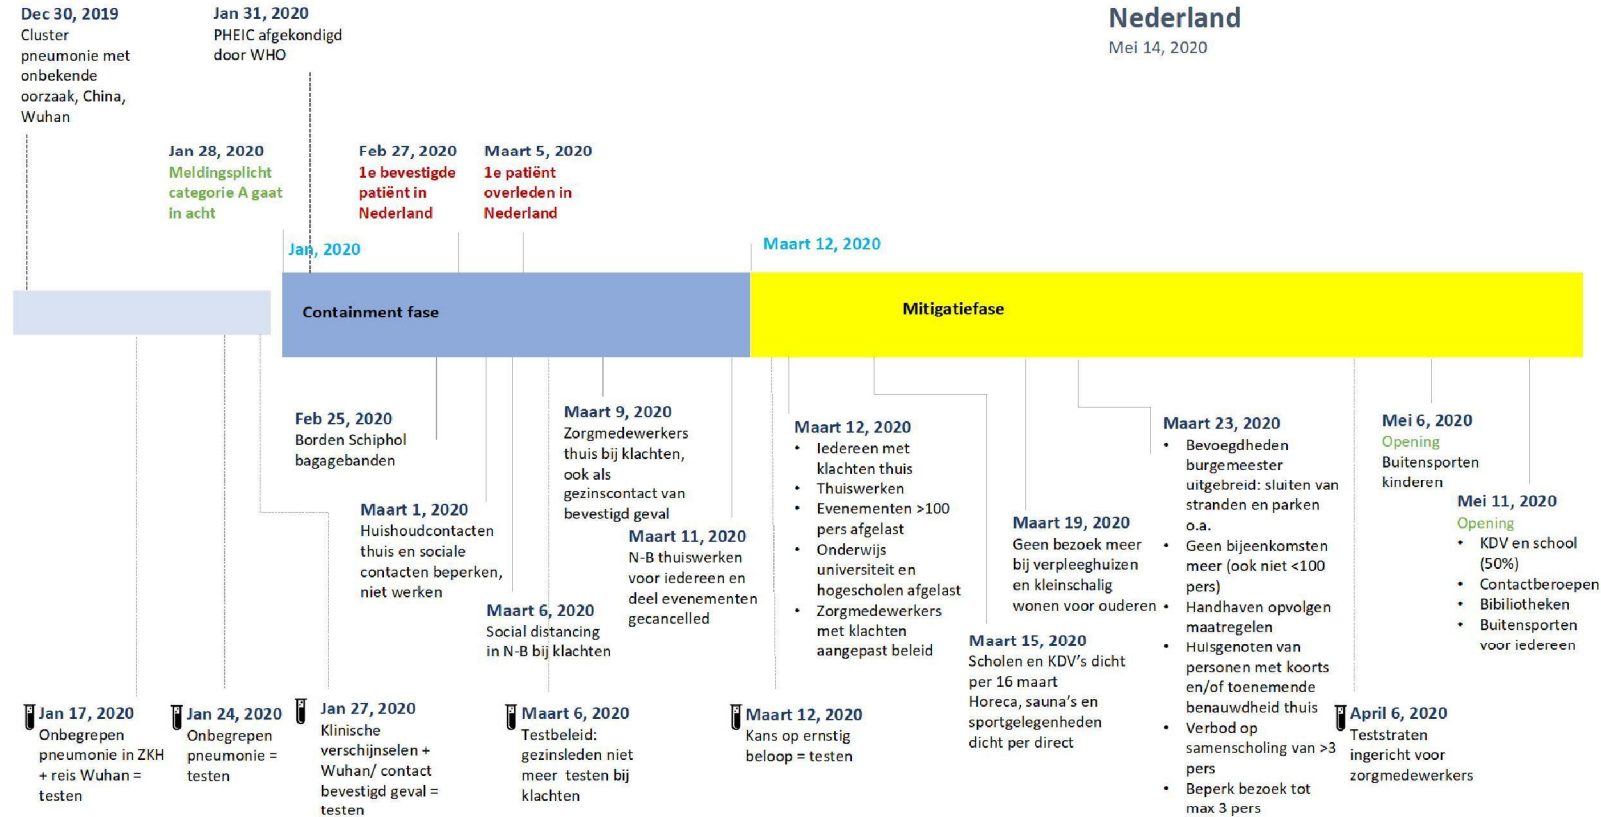 Nederland
Mei 14, 2020
Dec 30, 2019
Cluster
pneumonie met
onbekende
oorzaak, China,
Wuhan
Jan 31, 2020
PHEIC afgekondigd
door WHO
Jan 28, 2020
Meldingsplicht
categorie A gaat
in acht
Feb 27, 2020
1e bevestigde
patiënt in
Nederland
Maart 5, 2020
1e patiënt
overleden in
Nederland
Jan, 2020
Maart 12, 2020
Containment fase
Mitigatiefase
Feb 25, 2020
Borden Schiphol
bagagebanden
Maart 1, 2020
Huishoudcontacten
thuis en sociale
contacten beperken,
niet werken
Maart 6, 2020
Social distancing
in N-B bij klachten
Maart 9, 2020
Zorgmedewerkers
thuis bij klachten,
ook als
gezinscontact van
bevestigd geval
Maart 11, 2020
N-B thuiswerken
voor iedereen en
deel evenementen
gecancelled
Maart 12, 2020
• Iedereen met
klachten thuis
• Thuiswerken
• Evenementen >100
pers afgelast
• Onderwijs
universiteit en
hogescholen afgelast
• Zorgmedewerkers
met klachten
aangepast beleid
Maart 15, 2020
Scholen en KDV's dicht
per 16 maart
Horeca, sauna's en
sportgelegenheden
dicht per direct
Maart 19, 2020
Geen bezoek meer
bij verpleeghuizen
en kleinschalig
wonen voor ouderen
Maart 23, 2020
• Bevoegdheden
burgemeester
uitgebreid: sluiten van
stranden en parken
o.a.
• Geen bijeenkomsten
meer (ook niet <100
pers)
• Handhaven opvolgen
maatregelen
• Huisgenoten van
personen met koorts
en/of toenemende
benauwdheid thuis
• Verbod op
samenscholing van >3
pers
• Beperk bezoek tot
max 3 pers
Mei 6, 2020
Opening
Buitensporten
kinderen
Mei 11, 2020
Opening
• KDV en school
(50%)
• Contactberoepen
• Bibiliotheken
• Buitensporten
voor iedereen
Jan 17, 2020
Onbegrepen
pneumonie in ZKH
+ reis Wuhan =
testen
Jan 24, 2020
Onbegrepen
pneumonie =
testen
Jan 27, 2020
Klinische
verschijnselen +
Wuhan/ contact
bevestigd geval =
testen
Maart 6, 2020
Testbeleid:
gezinsleden niet
meer testen bij
klachten
Maart 12, 2020
Kans op ernstig
beloop = testen
April 6, 2020
Teststraten
ingericht voor
zorgmedewerkers